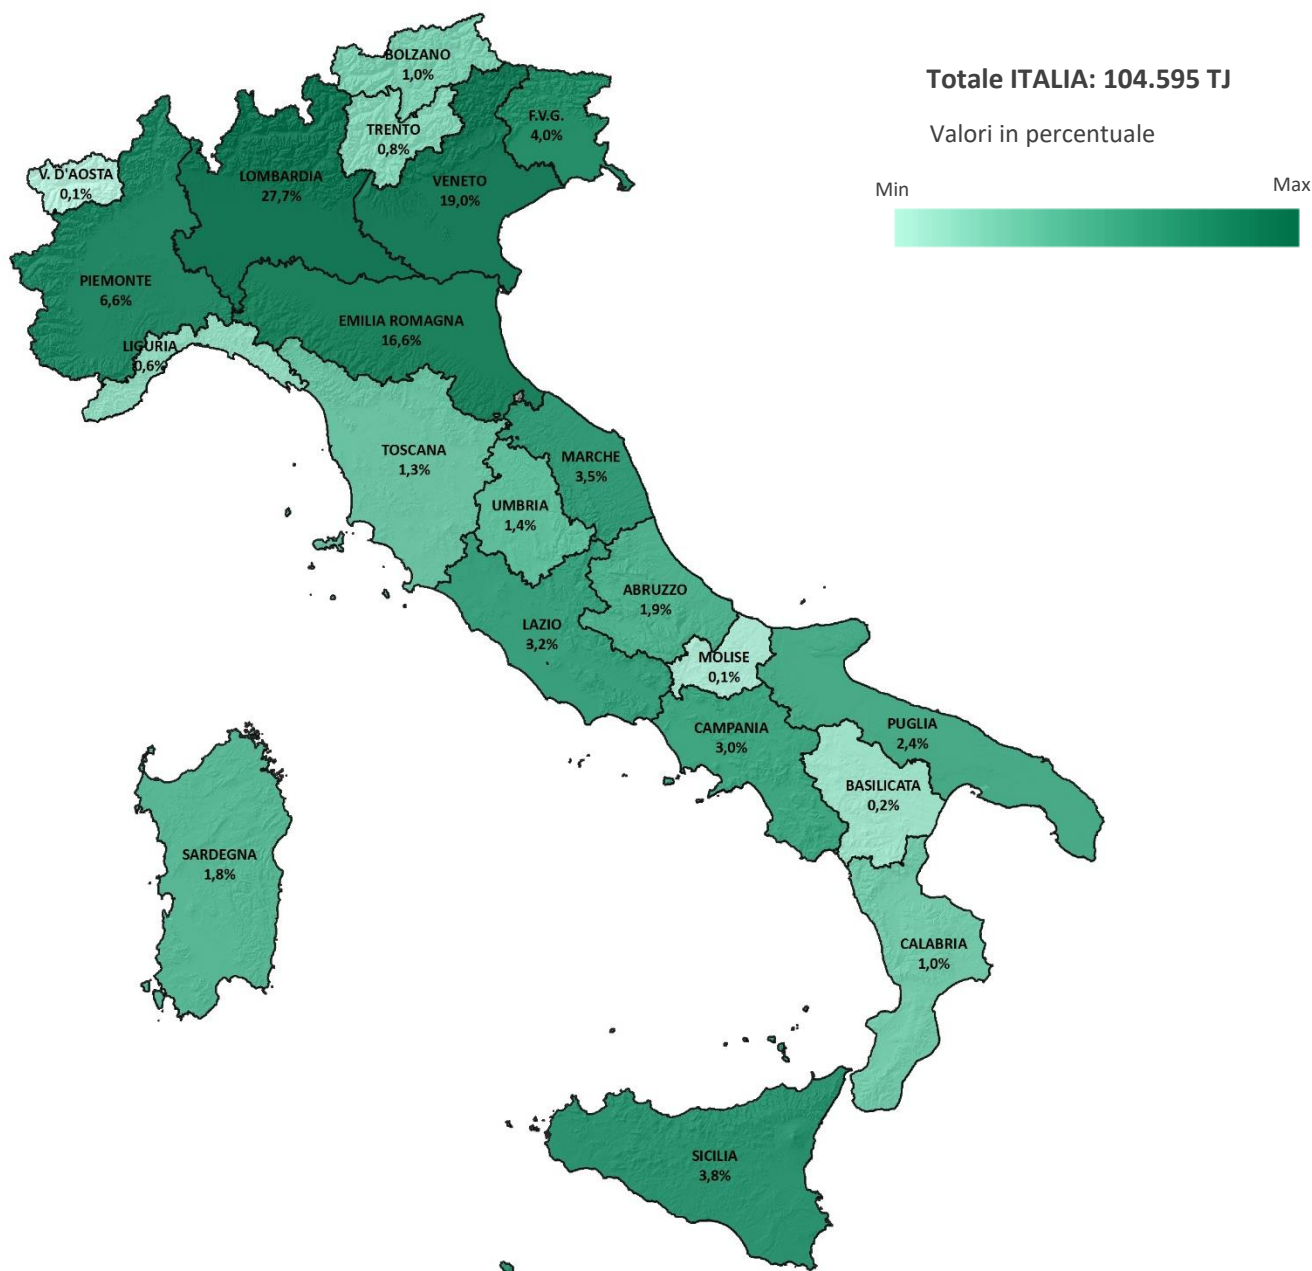 Totale ITALIA: 104.595 TJ
Valori in percentuale
Min
Max
BOLZANO
1,0%
TRENTO
0,8%
F.V.G.
4,0%
V. D'AOSTA
0,1%
LOMBARDIA
27,7%
VENETO
19,0%
PIEMONTE
6,6%
EMILIA ROMAGNA
16,6%
LIGURIA
0,6%
TOSCANA
1,3%
MARCHE
3,5%
UMBRIA
1,4%
ABRUZZO
1,9%
LAZIO
3,2%
MOLISE
0,1%
CAMPANIA
3,0%
PUGLIA
2,4%
BASILICATA
0,2%
SARDEGNA
1,8%
CALABRIA
1,0%
SICILIA
3,8%